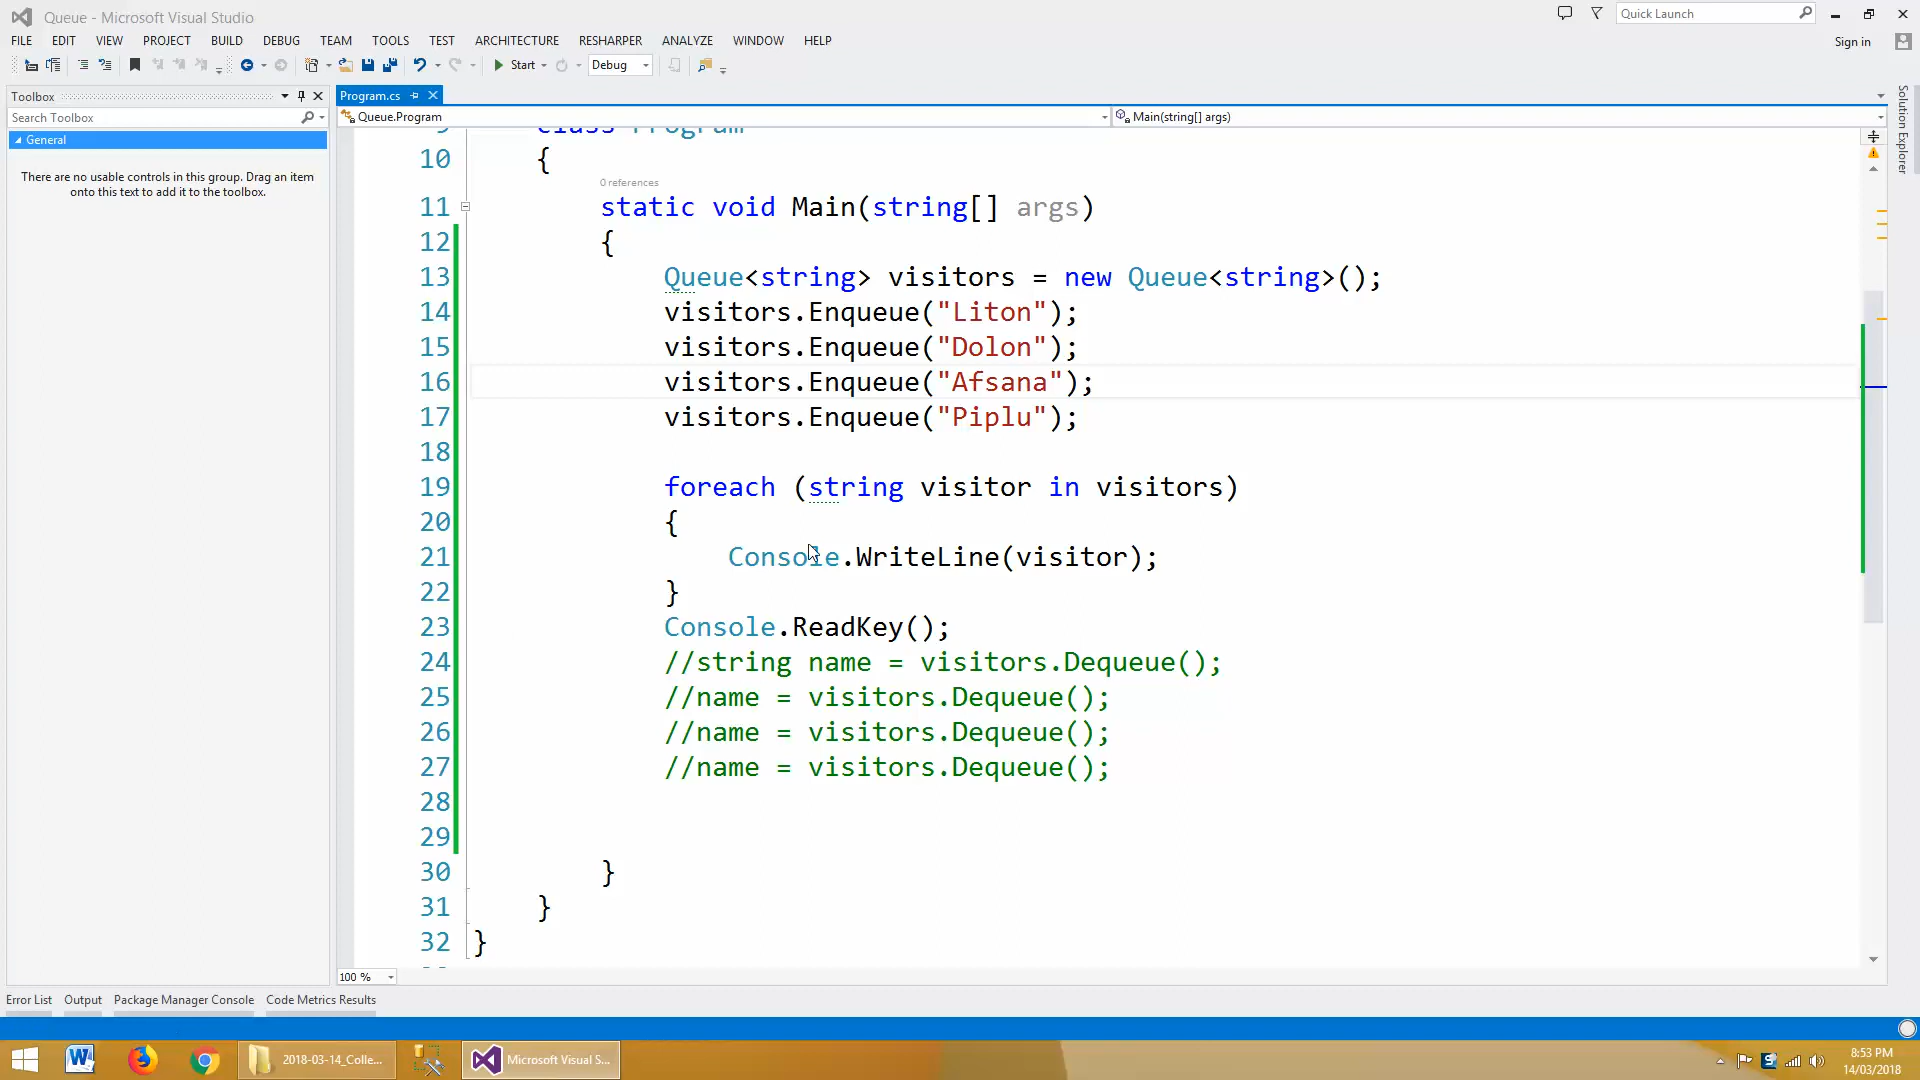 Queue - Microsoft Visual Studio
Quick Launch
FILE EDIT VIEW PROJECT BUILD DEBUG TEAM TOOLS TEST ARCHITECTURE RESHARPER ANALYZE WINDOW HELP
Sign in
Start Debug
Toolbox
Program.cs
Search Toolbox
Queue.Program
Main(string[] args)
Solution Explorer
General
There are no usable controls in this group. Drag an item
onto this text to add it to the toolbox.
9 class Program
10 {
0 references
11 static void Main(string[] args)
12 {
13 Queue<string> visitors = new Queue<string>();
14 visitors.Enqueue("Liton");
15 visitors.Enqueue("Dolon");
16 visitors.Enqueue("Afsana");
17 visitors.Enqueue("Piplu");
18
19 foreach (string visitor in visitors)
20 {
21 Console.WriteLine(visitor);
22 }
23 Console.ReadKey();
24 //string name = visitors.Dequeue();
25 //name = visitors.Dequeue();
26 //name = visitors.Dequeue();
27 //name = visitors.Dequeue();
28
29
30 }
31 }
32 }
100 %
Error List Output Package Manager Console Code Metrics Results
2018-03-14_Colle...
Microsoft Visual S...
8:53 PM
14/03/2018